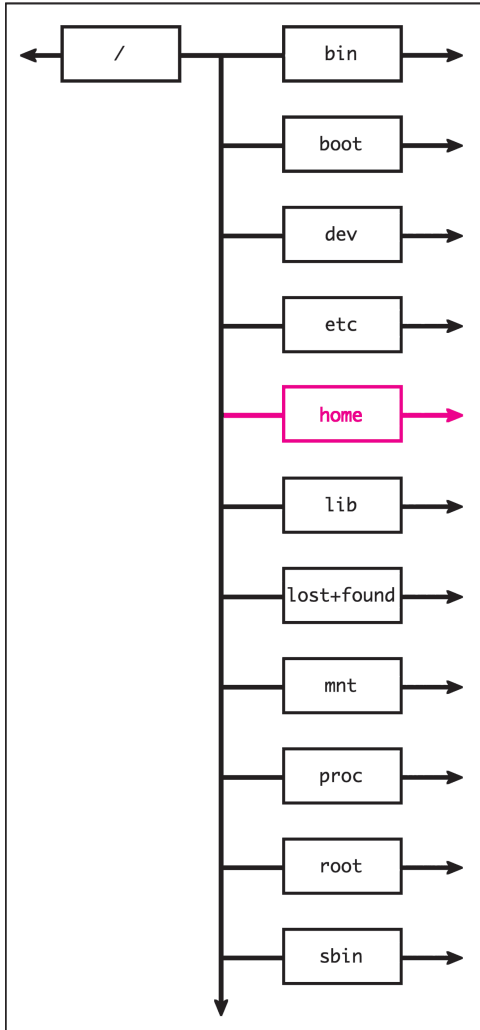 /
bin
boot
dev
etc
home
lib
lost+found
mnt
proc
root
sbin